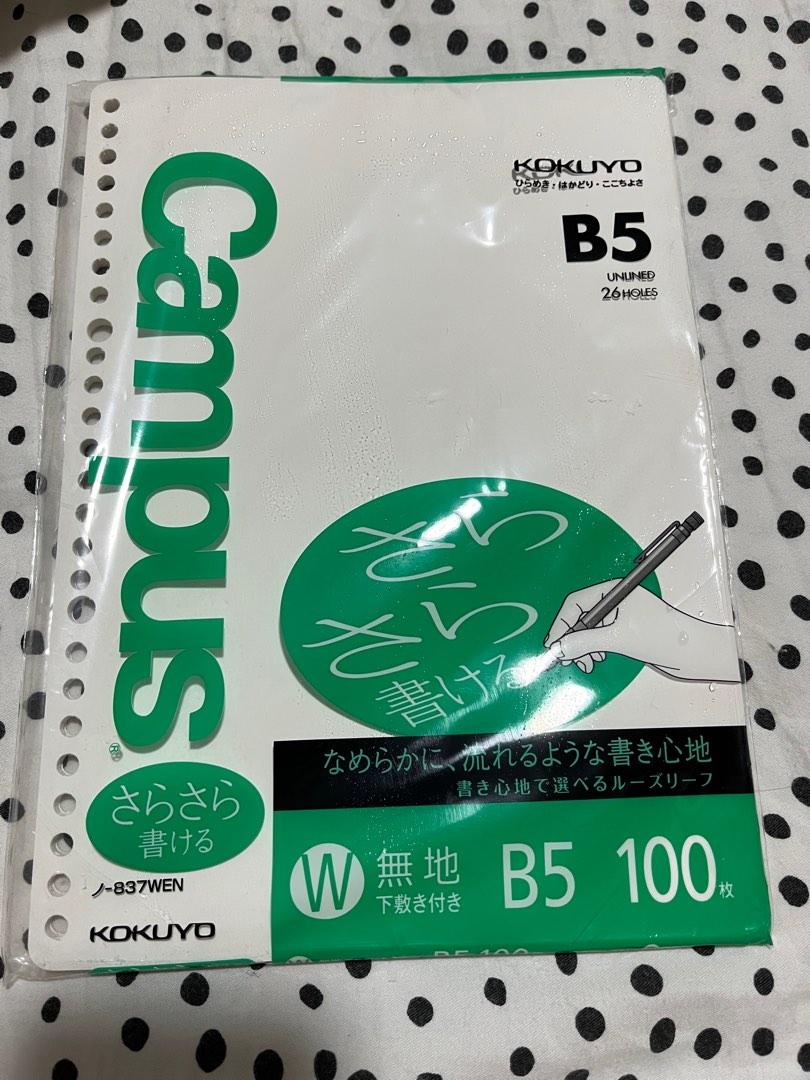 KOKUYO
ひらめき・はかどり・ここちよさ
B5
UNLINED
26 HOLES
Campus
®
さら
さら
書ける
なめらかに、流れるような書き心地
書き心地で選べるルーズリーフ
さらさら
書ける
ノ-837WEN
KOKUYO
W 無地 B5 100枚
下敷き付き